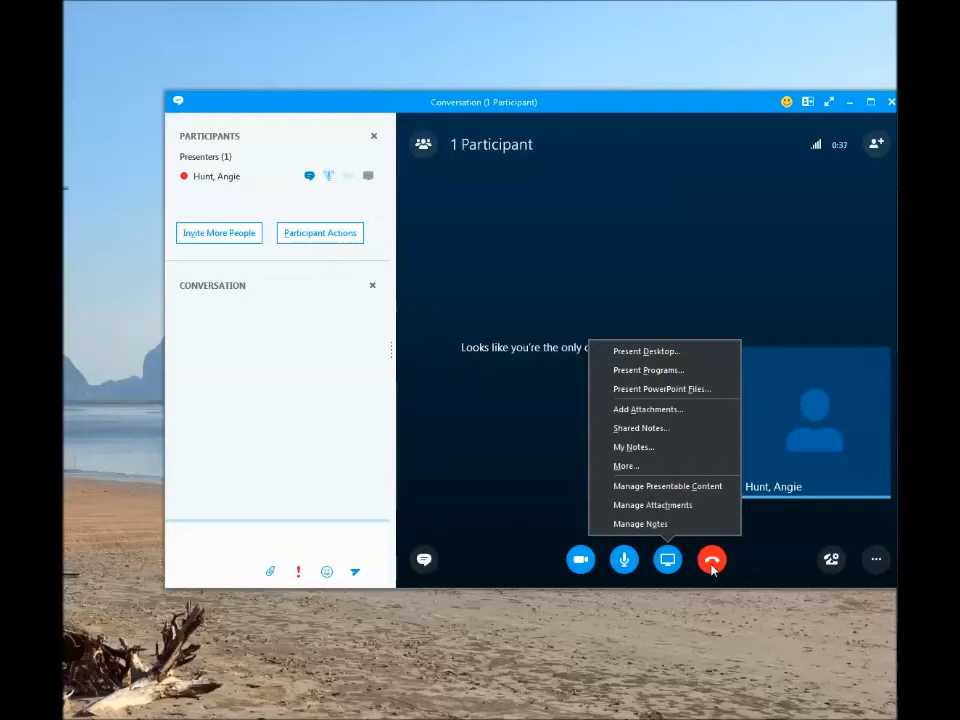 Conversation (1 Participant)
PARTICIPANTS
Presenters (1)
Hunt, Angie
Invite More People
Participant Actions
CONVERSATION
1 Participant
0:37
Looks like you're the only
Present Desktop...
Present Programs...
Present PowerPoint Files...
Add Attachments...
Shared Notes...
My Notes...
More...
Manage Presentable Content
Manage Attachments
Manage Notes
Hunt, Angie